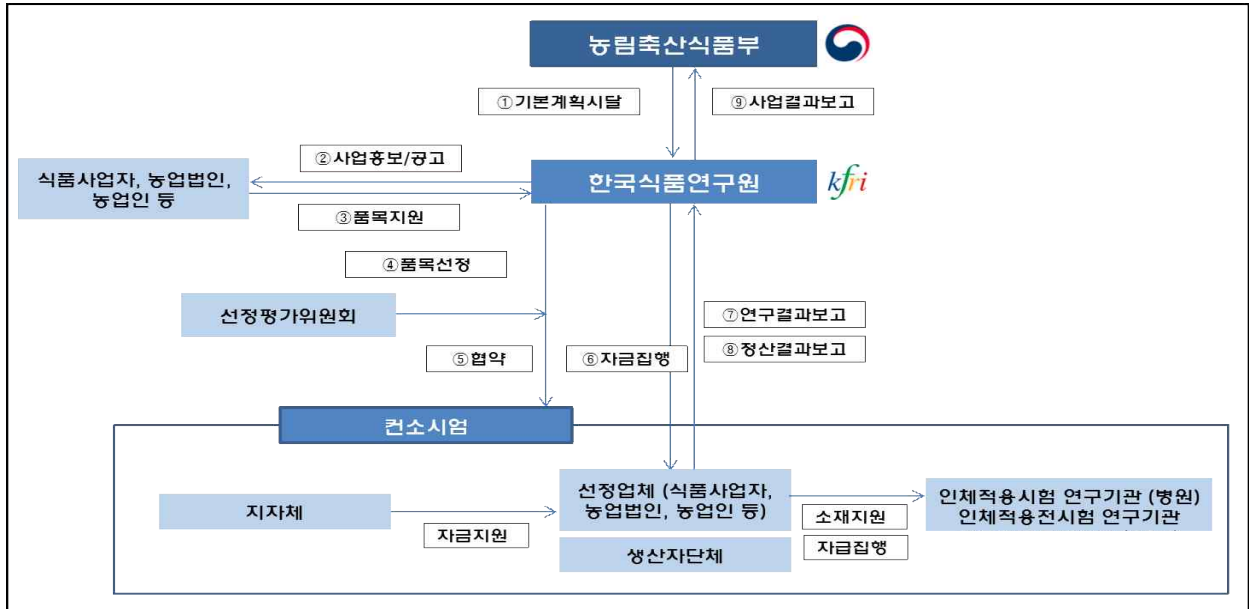 농림축산식품부
①기본계획시달
⑨사업결과보고
②사업홍보/공고
식품사업자, 농업법인,
농업인 등
한국식품연구원
kfri
③품목지원
④품목선정
선정평가위원회
⑦연구결과보고
⑧정산결과보고
⑤협약
⑥자금집행
컨소시엄
지자체
자금지원
선정업체 (식품사업자,
농업법인, 농업인 등)
생산자단체
소재지원
자급집행
인체적용시험 연구기관 (병원)
인체적용전시험 연구기관